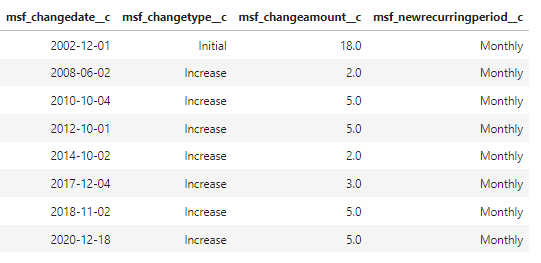 msf_changedate__c msf_changetype__c msf_changeamount__c msf_newrecurringperiod__c
2002-12-01 Initial 18.0 Monthly
2008-06-02 Increase 2.0 Monthly
2010-10-04 Increase 5.0 Monthly
2012-10-01 Increase 5.0 Monthly
2014-10-02 Increase 2.0 Monthly
2017-12-04 Increase 3.0 Monthly
2018-11-02 Increase 5.0 Monthly
2020-12-18 Increase 5.0 Monthly